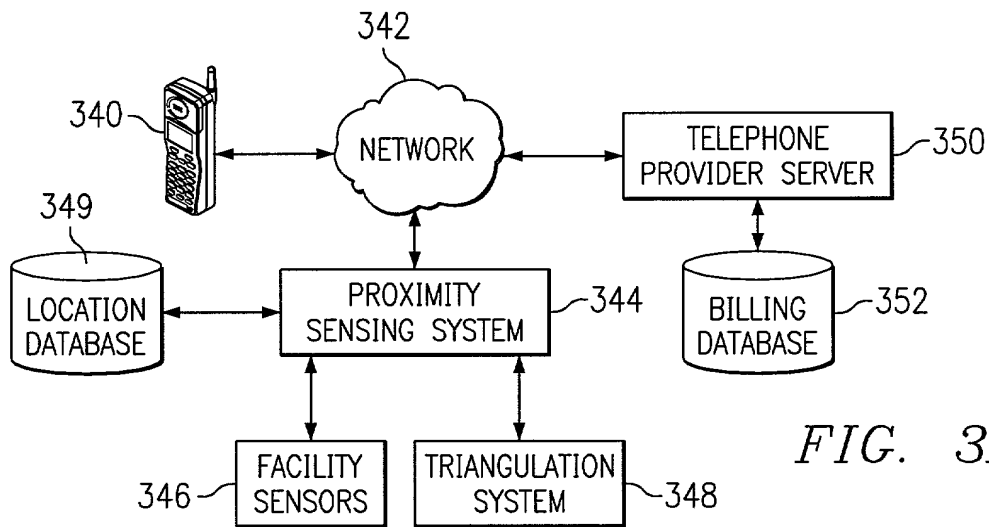 342
340
NETWORK
TELEPHONE
PROVIDER SERVER
350
349
LOCATION
DATABASE
PROXIMITY
SENSING SYSTEM
344
BILLING
DATABASE
352
346
FACILITY
SENSORS
TRIANGULATION
SYSTEM
348
FIG. 3